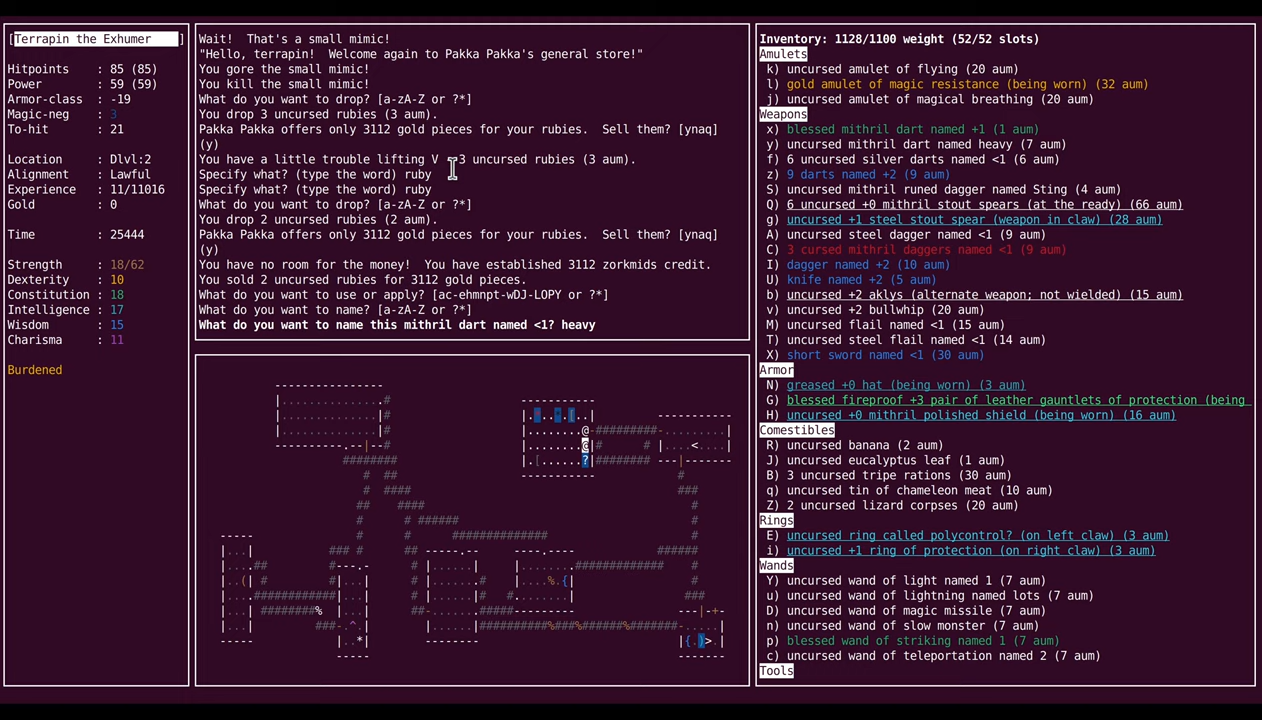 [Terrapin the Exhumer ]
Hitpoints : 85 (85)
Power : 59 (59)
Armor-class : -19
Magic-neg : 3
To-hit : 21
Location : Dlvl:2
Alignment : Lawful
Experience : 11/11016
Gold : 0
Time : 25444
Strength : 18/62
Dexterity : 10
Constitution : 18
Intelligence : 17
Wisdom : 15
Charisma : 11
Burdened
Wait! That's a small mimic!
"Hello, terrapin! Welcome again to Pakka Pakka's general store!"
You gore the small mimic!
You kill the small mimic!
What do you want to drop? [a-zA-Z or ?*]
You drop 3 uncursed rubies (3 aum).
Pakka Pakka offers only 3112 gold pieces for your rubies. Sell them? [ynaq]
(y)
You have a little trouble lifting V - 3 uncursed rubies (3 aum).
Specify what? (type the word) ruby
Specify what? (type the word) ruby
What do you want to drop? [a-zA-Z or ?*]
You drop 2 uncursed rubies (2 aum).
Pakka Pakka offers only 3112 gold pieces for your rubies. Sell them? [ynaq]
(y)
You have no room for the money! You have established 3112 zorkmids credit.
You sold 2 uncursed rubies for 3112 gold pieces.
What do you want to use or apply? [ac-ehmnpt-wDJ-LOPY or ?*]
What do you want to name? [a-zA-Z or ?*]
What do you want to name this mithril dart named <1? heavy
Inventory: 1128/1100 weight (52/52 slots)
Amulets
k) uncursed amulet of flying (20 aum)
l) gold amulet of magic resistance (being worn) (32 aum)
j) uncursed amulet of magical breathing (20 aum)
Weapons
x) blessed mithril dart named +1 (1 aum)
y) uncursed mithril dart named heavy (7 aum)
f) 6 uncursed silver darts named <1 (6 aum)
z) 9 darts named +2 (9 aum)
S) uncursed mithril runed dagger named Sting (4 aum)
Q) 6 uncursed +0 mithril stout spears (at the ready) (66 aum)
g) uncursed +1 steel stout spear (weapon in claw) (28 aum)
A) uncursed steel dagger named <1 (9 aum)
C) 3 cursed mithril daggers named <1 (9 aum)
I) dagger named +2 (10 aum)
U) knife named +2 (5 aum)
b) uncursed +2 aklys (alternate weapon; not wielded) (15 aum)
v) uncursed +2 bullwhip (20 aum)
M) uncursed flail named <1 (15 aum)
T) uncursed steel flail named <1 (14 aum)
X) short sword named <1 (30 aum)
Armor
N) greased +0 hat (being worn) (3 aum)
G) blessed fireproof +3 pair of leather gauntlets of protection (being
H) uncursed +0 mithril polished shield (being worn) (16 aum)
Comestibles
R) uncursed banana (2 aum)
J) uncursed eucalyptus leaf (1 aum)
B) 3 uncursed tripe rations (30 aum)
q) uncursed tin of chameleon meat (10 aum)
Z) 2 uncursed lizard corpses (20 aum)
Rings
E) uncursed ring called polycontrol? (on left claw) (3 aum)
i) uncursed +1 ring of protection (on right claw) (3 aum)
Wands
Y) uncursed wand of light named 1 (7 aum)
u) uncursed wand of lightning named lots (7 aum)
D) uncursed wand of magic missile (7 aum)
n) uncursed wand of slow monster (7 aum)
p) blessed wand of striking named 1 (7 aum)
c) uncursed wand of teleportation named 2 (7 aum)
Tools